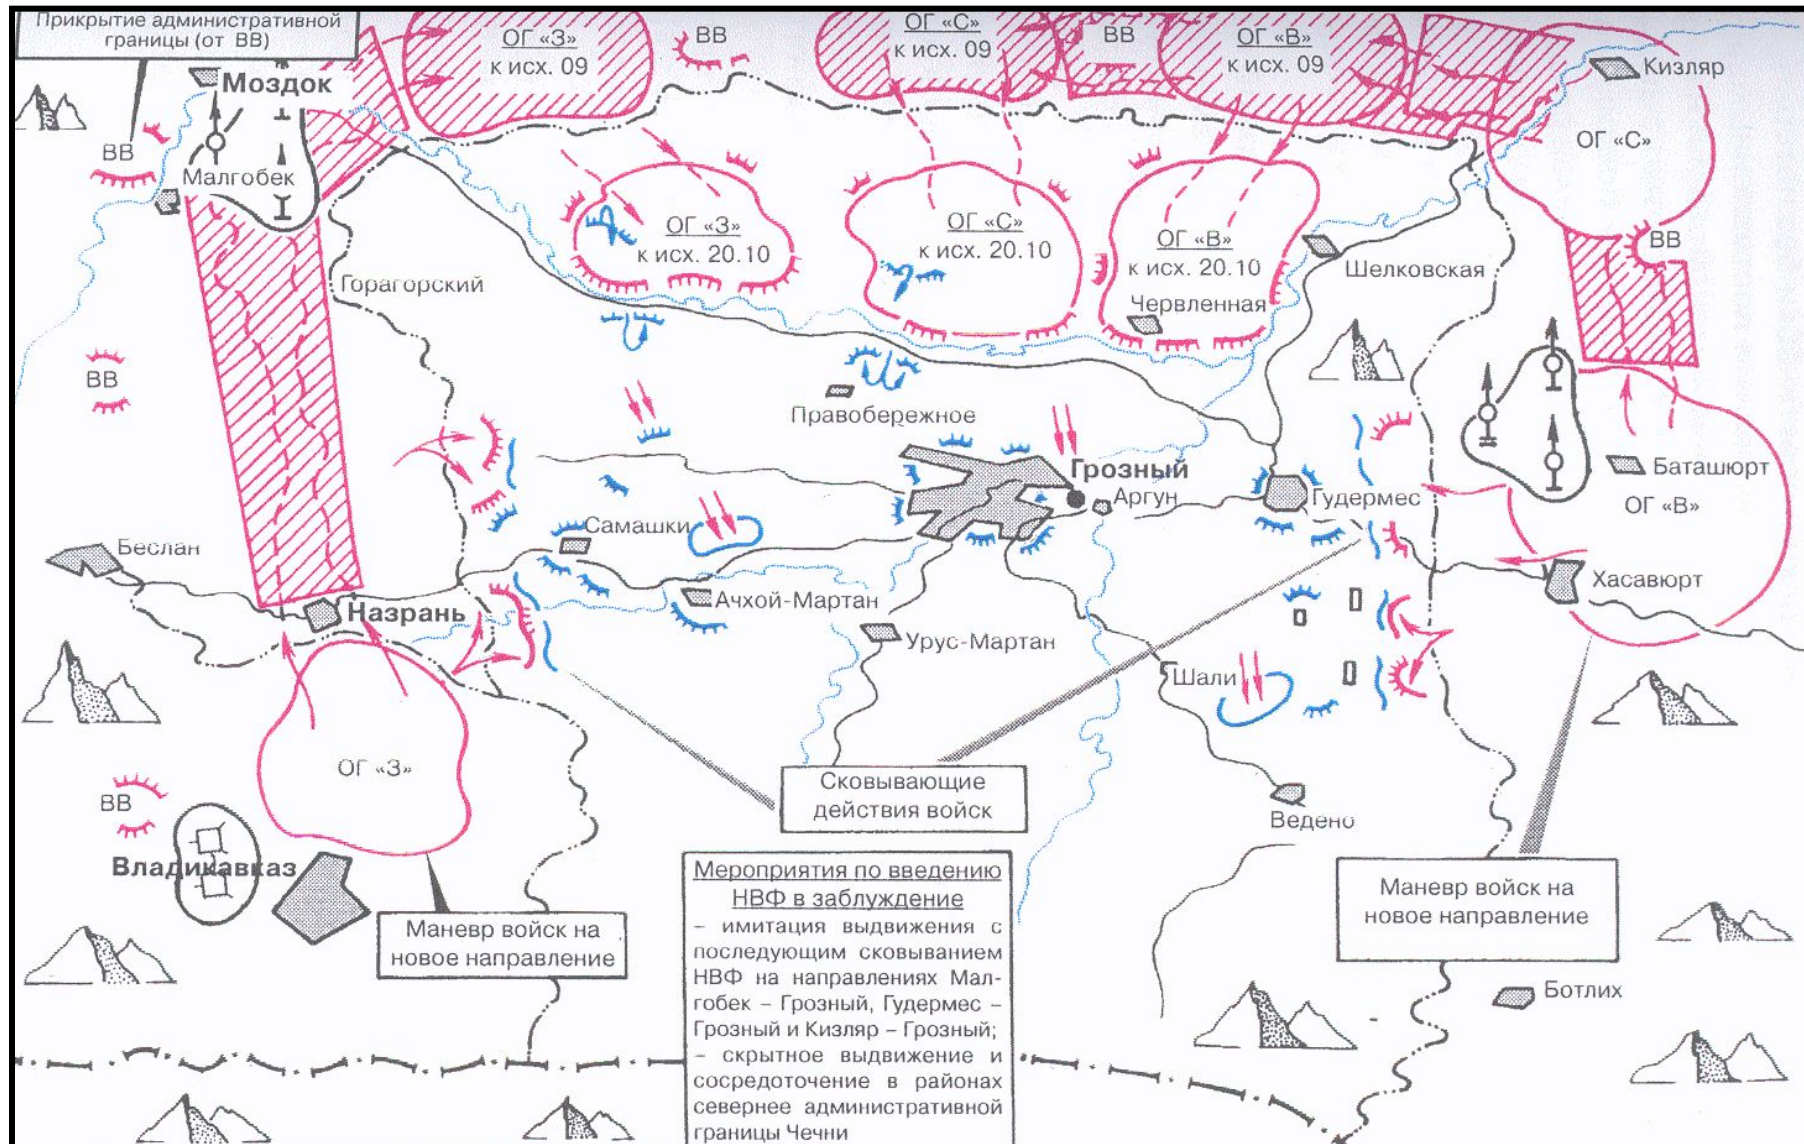 Прикрытие административной
границы (от ВВ)
ОГ «З»
к исх. 09
ВВ
ОГ «С»
к исх. 09
ВВ
ОГ «В»
к исх. 09
Кизляр
Моздок
ОГ «С»
ВВ
Малгобек
ОГ «З»
к исх. 20.10
ОГ «С»
к исх. 20.10
ОГ «В»
к исх. 20.10
ВВ
Шелковская
Горагорский
Червленная
ВВ
Правобережное
Грозный
Аргун
Гудермес
Баташюрт
ОГ «В»
Самашки
Беслан
Хасавюрт
Назрань
Ачхой-Мартан
Урус-Мартан
Шали
ОГ «З»
ВВ
Сковывающие
действия войск
Ведено
Владикавказ
Маневр войск на
новое направление
Маневр войск на
новое направление
Мероприятия по введению
НВФ в заблуждение
– имитация выдвижения с
последующим сковыванием
НВФ на направлениях Мал-
гобек – Грозный, Гудермес –
Грозный и Кизляр – Грозный;
– скрытное выдвижение и
сосредоточение в районах
севернее административной
границы Чечни
Ботлих